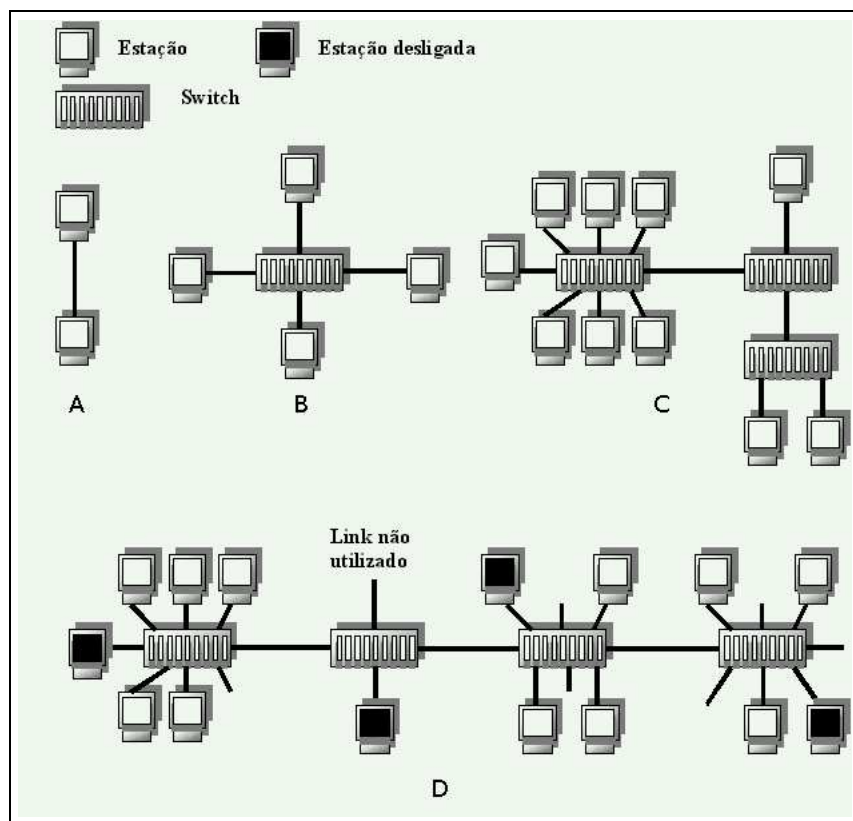 Estação
Estação desligada
Switch
A
B
C
Link não
utilizado
D